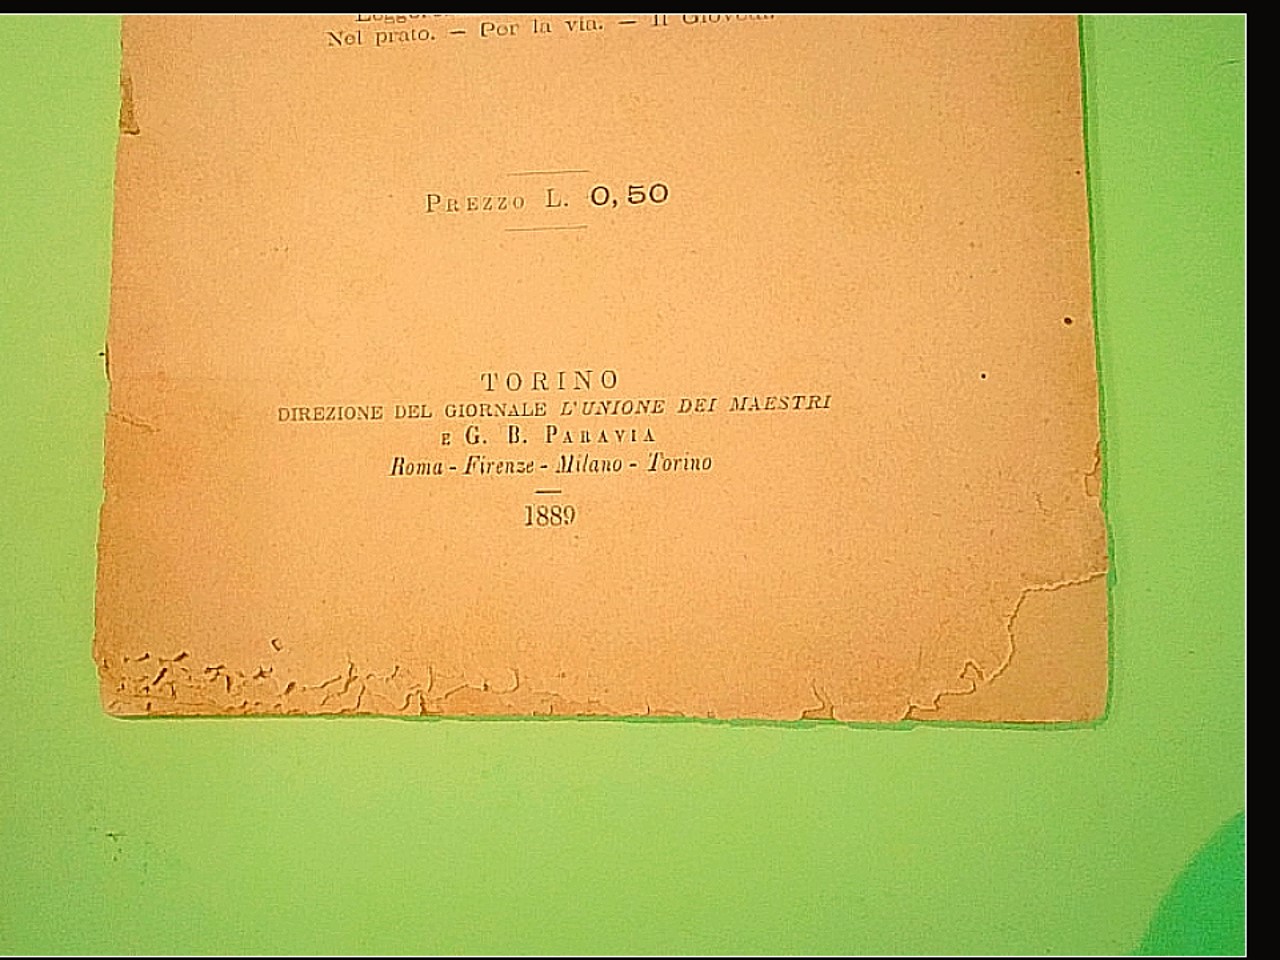 Nel prato. — Per la via. — Il
PREZZO L. 0,50
TORINO
DIREZIONE DEL GIORNALE L'UNIONE DEI MAESTRI
E G. B. PARAVIA
Roma - Firenze - Milano - Torino
1889